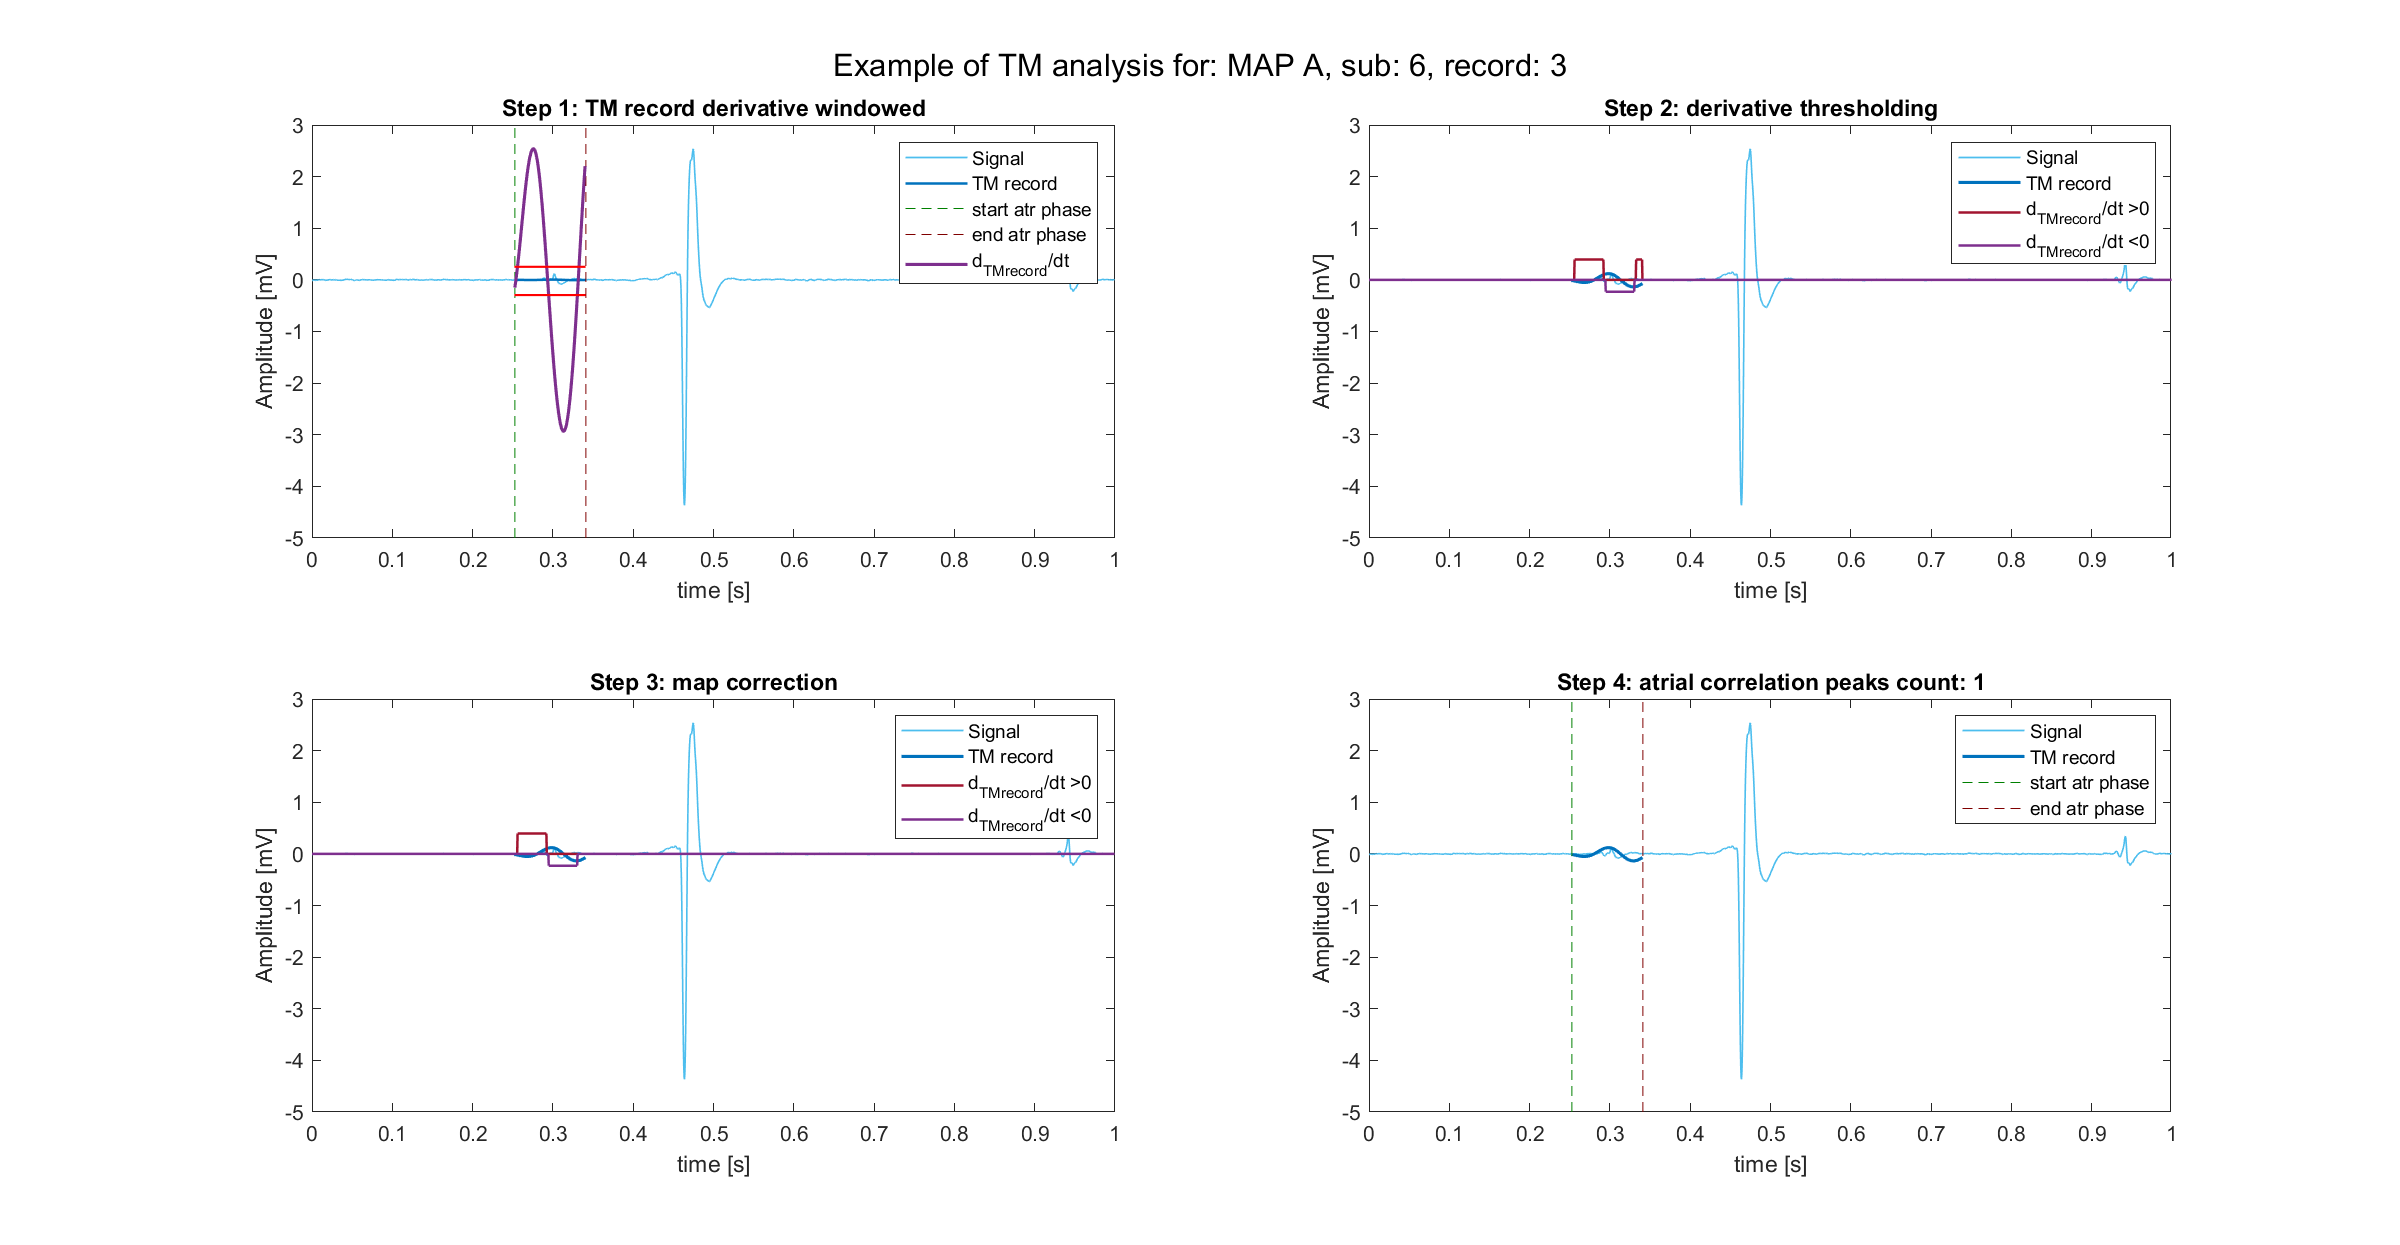 Example of TM analysis for: MAP A, sub: 6, record: 3
Step 1: TM record derivative windowed
3
2
1
0
-1
-2
-3
-4
-5
Amplitude [mV]
0 0.1 0.2 0.3 0.4 0.5 0.6 0.7 0.8 0.9 1
time [s]
Signal
TM record
start atr phase
end atr phase
dTMrecord/dt
Step 2: derivative thresholding
3
2
1
0
-1
-2
-3
-4
-5
Amplitude [mV]
0 0.1 0.2 0.3 0.4 0.5 0.6 0.7 0.8 0.9 1
time [s]
Signal
TM record
dTMrecord/dt >0
dTMrecord/dt <0
Step 3: map correction
3
2
1
0
-1
-2
-3
-4
-5
Amplitude [mV]
0 0.1 0.2 0.3 0.4 0.5 0.6 0.7 0.8 0.9 1
time [s]
Signal
TM record
dTMrecord/dt >0
dTMrecord/dt <0
Step 4: atrial correlation peaks count: 1
3
2
1
0
-1
-2
-3
-4
-5
Amplitude [mV]
0 0.1 0.2 0.3 0.4 0.5 0.6 0.7 0.8 0.9 1
time [s]
Signal
TM record
start atr phase
end atr phase